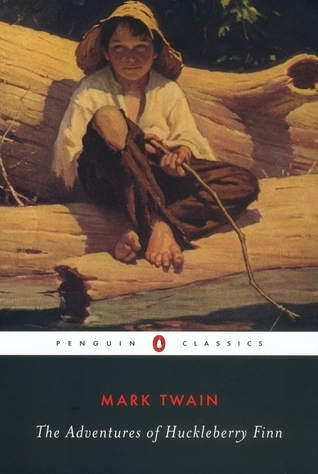 PENGUIN CLASSICS
MARK TWAIN
The Adventures of Huckleberry Finn